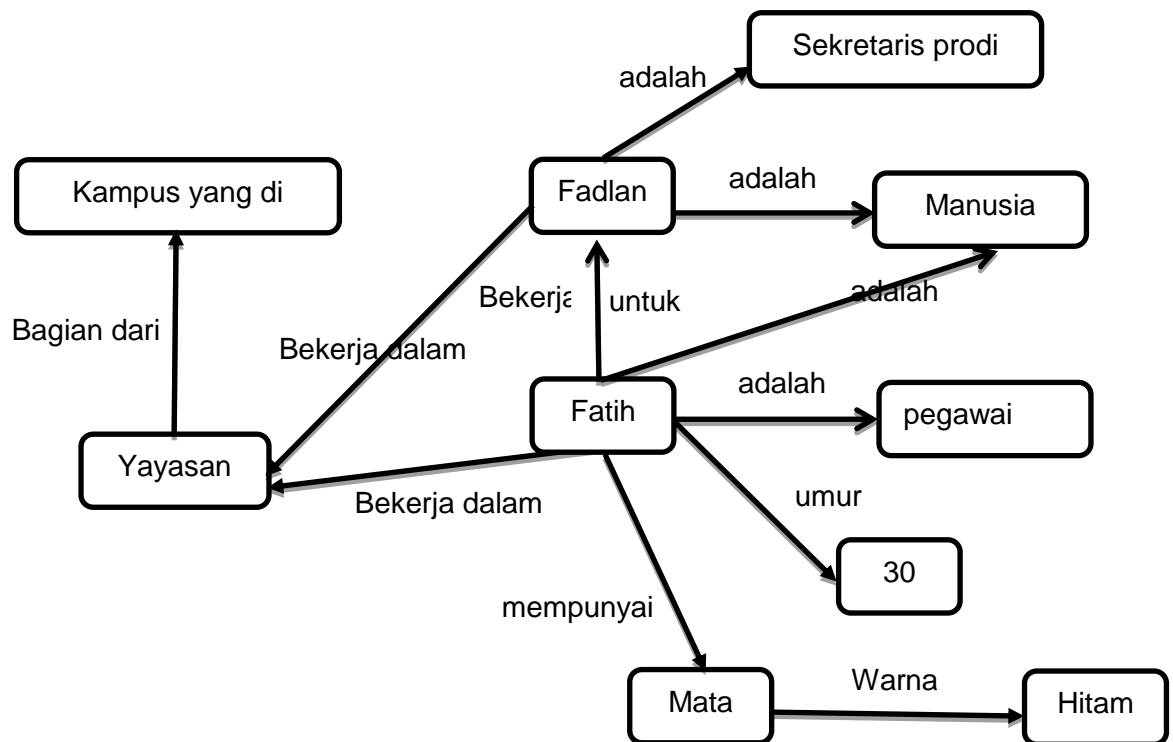 Sekretaris prodi
adalah
Kampus yang di
Fadlan
adalah
Manusia
Bekerja untuk
adalah
Bagian dari
Bekerja dalam
Fatih
adalah
pegawai
Yayasan
Bekerja dalam
umur
30
mempunyai
Mata
Warna
Hitam